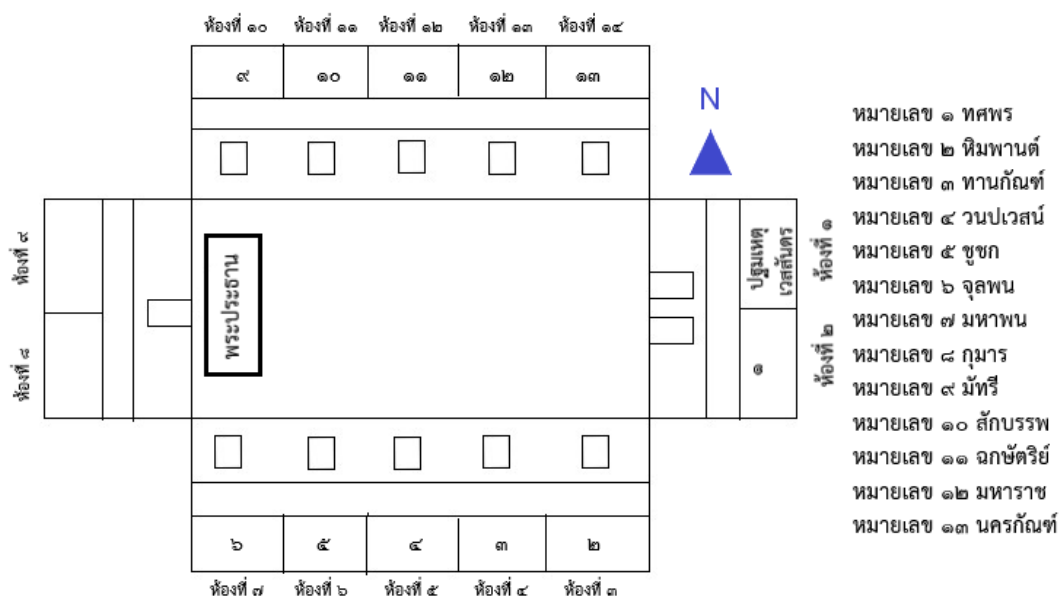 ห้องที่ ๑๐ ห้องที่ ๑๑ ห้องที่ ๑๒ ห้องที่ ๑๓ ห้องที่ ๑๔
๙ ๑๐ ๑๑ ๑๒ ๑๓
N
ห้องที่ ๙
ห้องที่ ๘
พระประธาน
ปฐมเหตุ
เวสสันดร
๑
ห้องที่ ๑
ห้องที่ ๒
๖ ๕ ๔ ๓ ๒
ห้องที่ ๗ ห้องที่ ๖ ห้องที่ ๕ ห้องที่ ๔ ห้องที่ ๓
หมายเลข ๑ ทศพร
หมายเลข ๒ หิมพานต์
หมายเลข ๓ ทานกัณฑ์
หมายเลข ๔ วนปเวสน์
หมายเลข ๕ ชูชก
หมายเลข ๖ จุลพน
หมายเลข ๗ มหาพน
หมายเลข ๘ กุมาร
หมายเลข ๙ มัทรี
หมายเลข ๑๐ สักบรรพ
หมายเลข ๑๑ ฉกษัตริย์
หมายเลข ๑๒ มหาราช
หมายเลข ๑๓ นครกัณฑ์